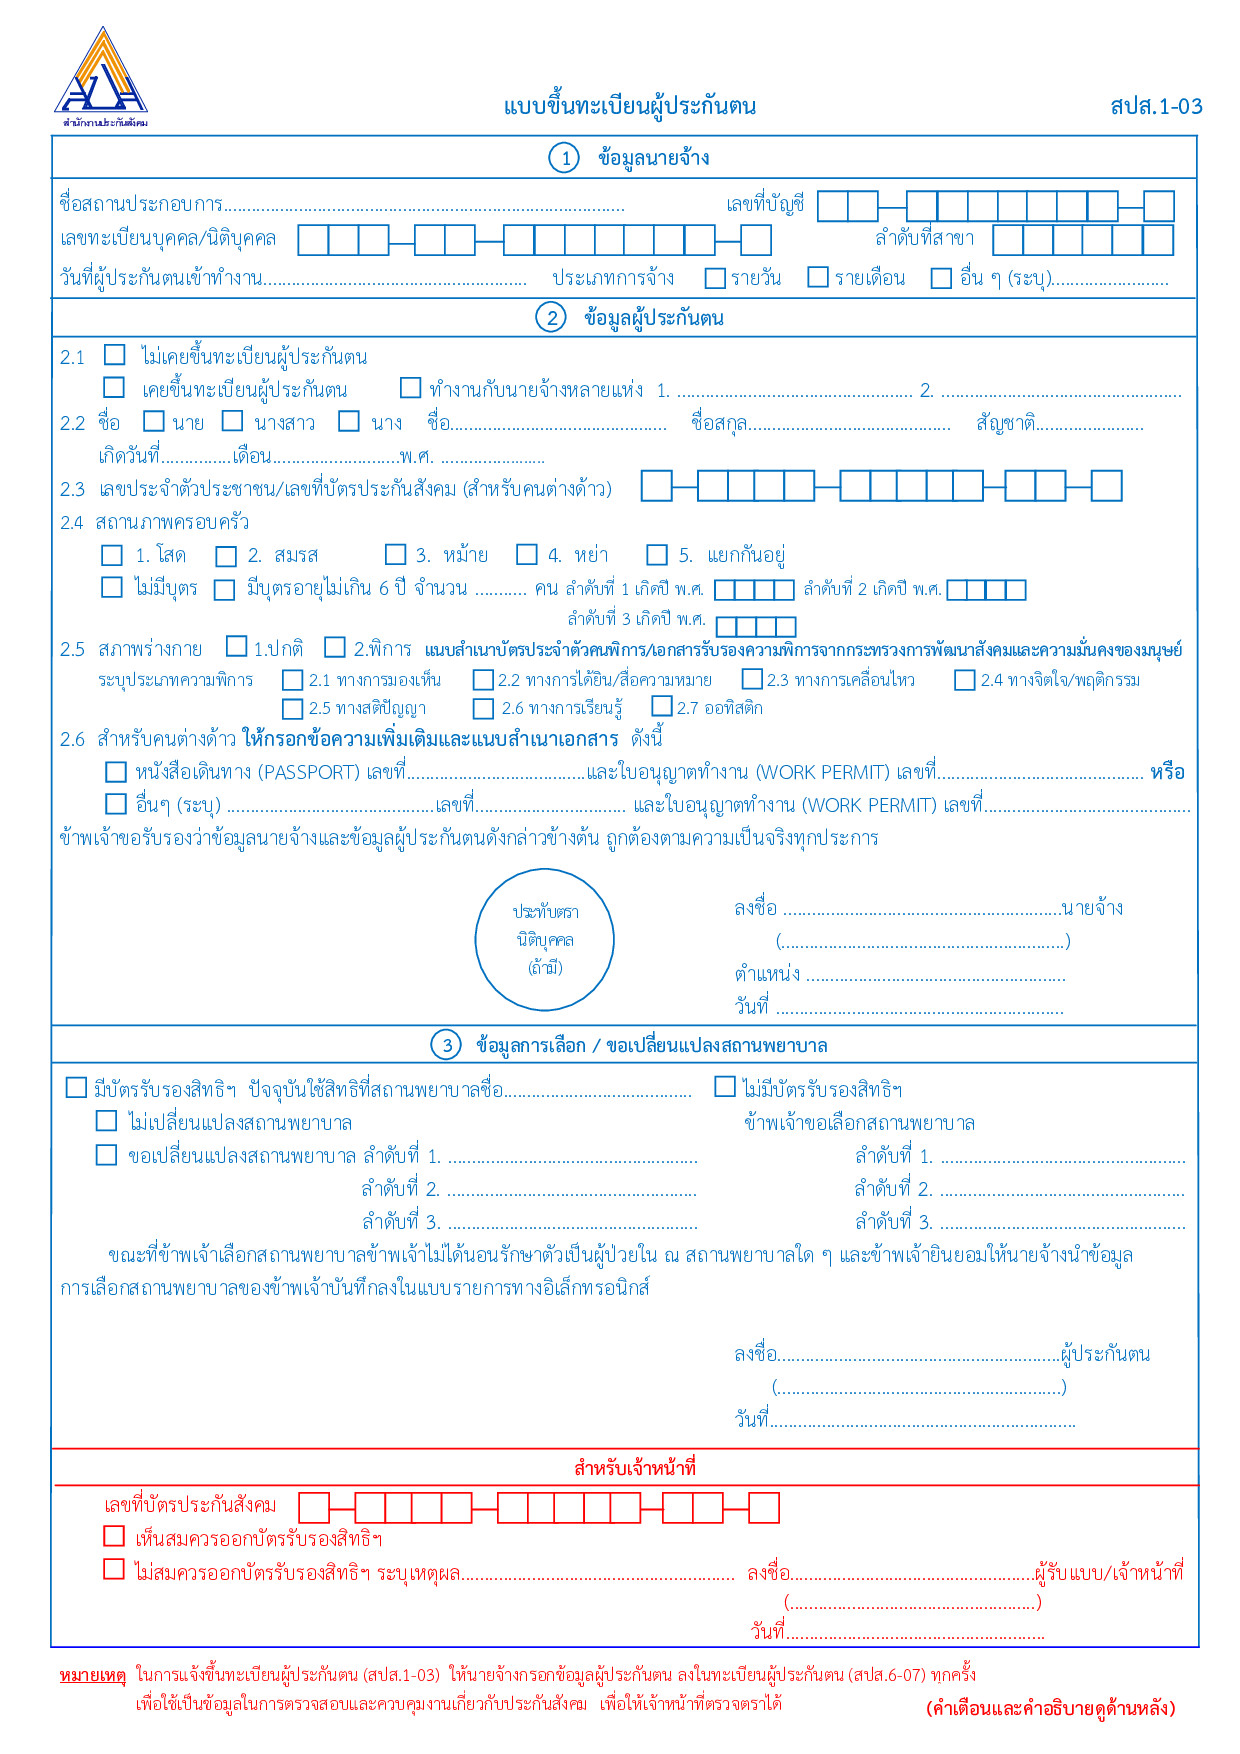 สำนักงานประกันสังคม
แบบขึ้นทะเบียนผู้ประกันตน สปส.1-03
1 ข้อมูลนายจ้าง
ชื่อสถานประกอบการ.................................................................................... เลขที่บัญชี
เลขทะเบียนบุคคล/นิติบุคคล ลำดับที่สาขา
วันที่ผู้ประกันตนเข้าทำงาน....................................................... ประเภทการจ้าง รายวัน รายเดือน อื่น ๆ (ระบุ).........................
2 ข้อมูลผู้ประกันตน
2.1 ไม่เคยขึ้นทะเบียนผู้ประกันตน
เคยขึ้นทะเบียนผู้ประกันตน ทำงานกับนายจ้างหลายแห่ง 1. .................................................. 2. ...................................................
2.2 ชื่อ นาย นางสาว นาง ชื่อ.............................................. ชื่อสกุล........................................... สัญชาติ.......................
เกิดวันที่...............เดือน...........................พ.ศ. ......................
2.3 เลขประจำตัวประชาชน/เลขที่บัตรประกันสังคม (สำหรับคนต่างด้าว)
2.4 สถานภาพครอบครัว
1. โสด 2. สมรส 3. หม้าย 4. หย่า 5. แยกกันอยู่
ไม่มีบุตร มีบุตรอายุไม่เกิน 6 ปี จำนวน ........... คน ลำดับที่ 1 เกิดปี พ.ศ. ลำดับที่ 2 เกิดปี พ.ศ.
ลำดับที่ 3 เกิดปี พ.ศ.
2.5 สภาพร่างกาย 1.ปกติ 2.พิการ แนบสำเนาบัตรประจำตัวคนพิการ/เอกสารรับรองความพิการจากกระทรวงการพัฒนาสังคมและความมั่นคงของมนุษย์
ระบุประเภทความพิการ 2.1 ทางการมองเห็น 2.2 ทางการได้ยิน/สื่อความหมาย 2.3 ทางการเคลื่อนไหว 2.4 ทางจิตใจ/พฤติกรรม
2.5 ทางสติปัญญา 2.6 ทางการเรียนรู้ 2.7 ออทิสติก
2.6 สำหรับคนต่างด้าว ให้กรอกข้อความเพิ่มเติมและแนบสำเนาเอกสาร ดังนี้
หนังสือเดินทาง (PASSPORT) เลขที่......................................และใบอนุญาตทำงาน (WORK PERMIT) เลขที่............................................ หรือ
อื่นๆ (ระบุ) ............................................เลขที่................................ และใบอนุญาตทำงาน (WORK PERMIT) เลขที่............................................
ข้าพเจ้าขอรับรองว่าข้อมูลนายจ้างและข้อมูลผู้ประกันตนดังกล่าวข้างต้น ถูกต้องตามความเป็นจริงทุกประการ
ประทับตรา
นิติบุคคล
(ถ้ามี)
ลงชื่อ ...........................................................นายจ้าง
(............................................................)
ตำแหน่ง .......................................................
วันที่ .............................................................
3 ข้อมูลการเลือก / ขอเปลี่ยนแปลงสถานพยาบาล
มีบัตรรับรองสิทธิฯ ปัจจุบันใช้สิทธิที่สถานพยาบาลชื่อ........................................ ไม่มีบัตรรับรองสิทธิฯ
ไม่เปลี่ยนแปลงสถานพยาบาล ข้าพเจ้าขอเลือกสถานพยาบาล
ขอเปลี่ยนแปลงสถานพยาบาล ลำดับที่ 1. ..................................................... ลำดับที่ 1. ....................................................
ลำดับที่ 2. ..................................................... ลำดับที่ 2. ....................................................
ลำดับที่ 3. ..................................................... ลำดับที่ 3. ....................................................
ขณะที่ข้าพเจ้าเลือกสถานพยาบาลข้าพเจ้าไม่ได้นอนรักษาตัวเป็นผู้ป่วยใน ณ สถานพยาบาลใด ๆ และข้าพเจ้ายินยอมให้นายจ้างนำข้อมูล
การเลือกสถานพยาบาลของข้าพเจ้าบันทึกลงในแบบรายการทางอิเล็กทรอนิกส์
ลงชื่อ............................................................ผู้ประกันตน
(............................................................)
วันที่.................................................................
สำหรับเจ้าหน้าที่
เลขที่บัตรประกันสังคม
เห็นสมควรออกบัตรรับรองสิทธิฯ
ไม่สมควรออกบัตรรับรองสิทธิฯ ระบุเหตุผล.......................................................... ลงชื่อ....................................................ผู้รับแบบ/เจ้าหน้าที่
(....................................................)
วันที่.......................................................
หมายเหตุ ในการแจ้งขึ้นทะเบียนผู้ประกันตน (สปส.1-03) ให้นายจ้างกรอกข้อมูลผู้ประกันตน ลงในทะเบียนผู้ประกันตน (สปส.6-07) ทุกครั้ง
เพื่อใช้เป็นข้อมูลในการตรวจสอบและควบคุมงานเกี่ยวกับประกันสังคม เพื่อให้เจ้าหน้าที่ตรวจตราได้
(คำเตือนและคำอธิบายดูด้านหลัง)